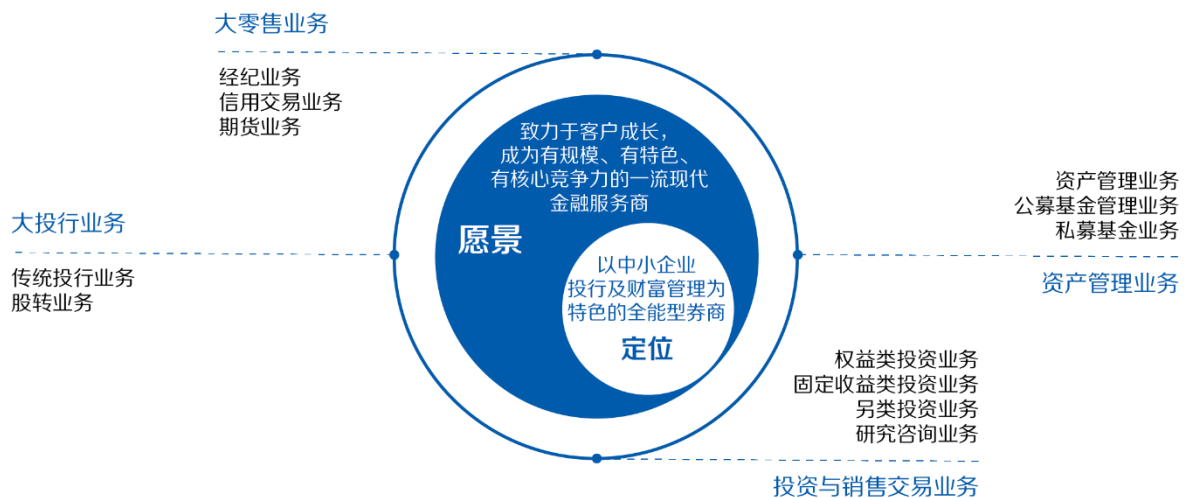 大零售业务
经纪业务
信用交易业务
期货业务
致力于客户成长，
成为有规模、有特色、
有核心竞争力的一流现代
金融服务商
愿景
以中小企业
投行及财富管理为
特色的全能型券商
定位
大投行业务
传统投行业务
股转业务
资产管理业务
公募基金管理业务
私募基金业务
资产管理业务
权益类投资业务
固定收益类投资业务
另类投资业务
研究咨询业务
投资与销售交易业务